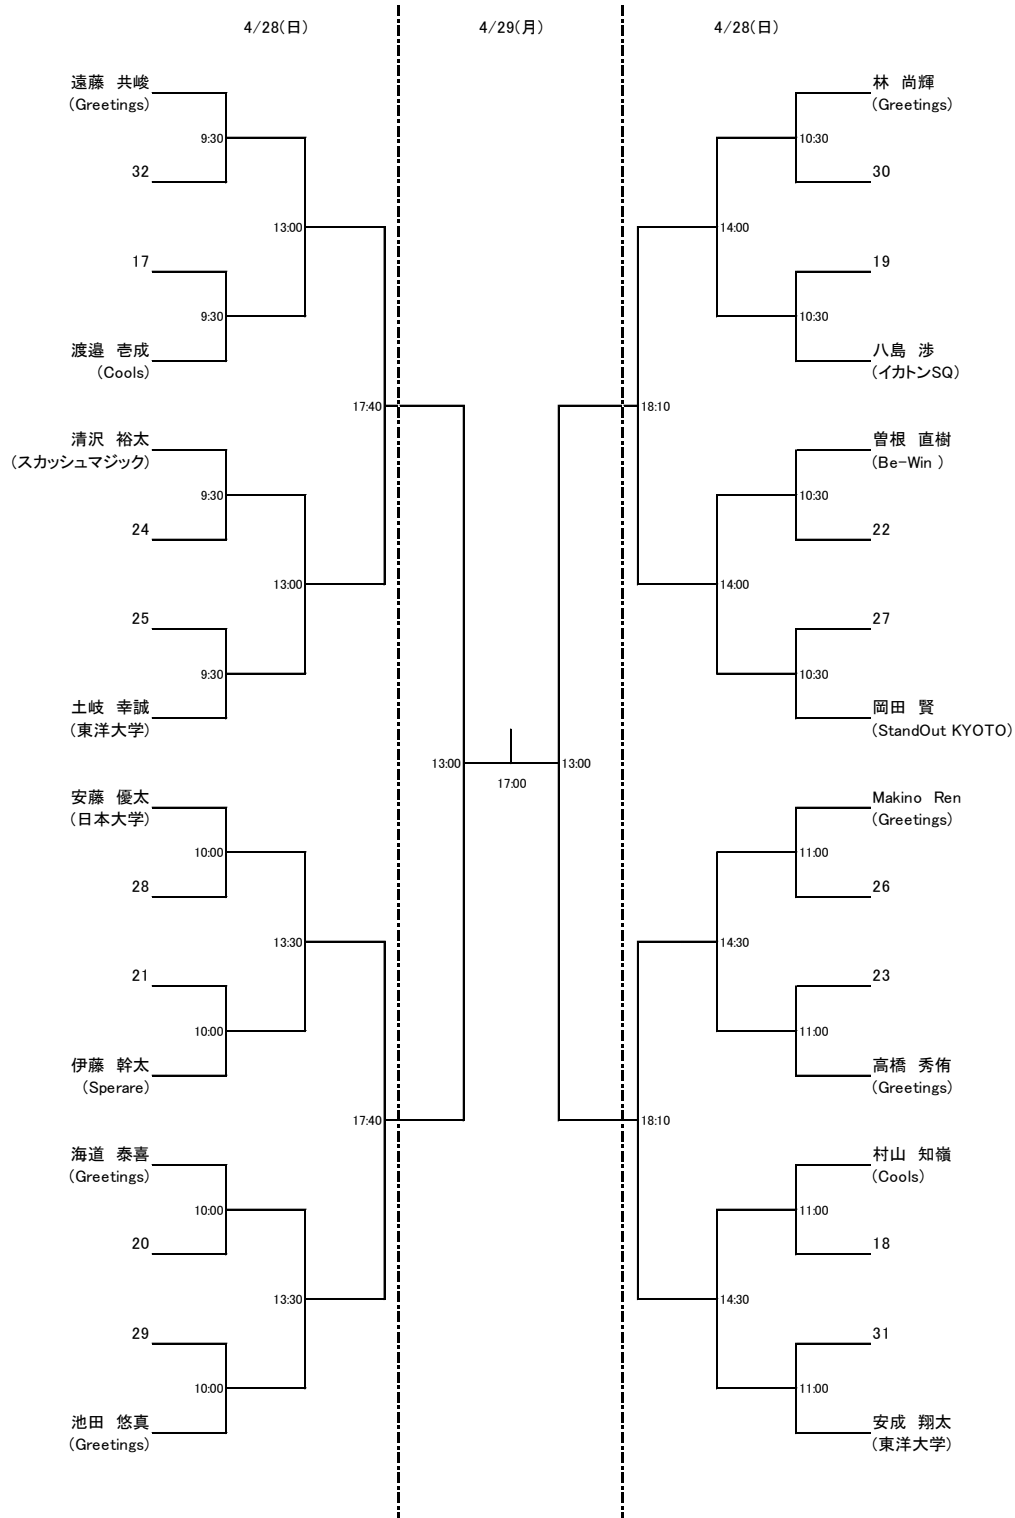 4/28(日)
4/29(月)
4/28(日)
遠藤　共峻
(Greetings)
9:30
32
13:00
17
9:30
渡邉　壱成
(Cools)
17:40
清沢　裕太
(スカッシュマジック)
9:30
24
13:00
25
9:30
土岐　幸誠
(東洋大学)
13:00
安藤　優太
(日本大学)
10:00
28
13:30
21
10:00
伊藤　幹太
(Sperare)
17:40
海道　泰喜
(Greetings)
10:00
20
13:30
29
10:00
池田　悠真
(Greetings)
17:00
林　尚輝
(Greetings)
10:30
30
14:00
19
10:30
八島　渉
(イカトンSQ)
18:10
曽根　直樹
(Be-Win )
10:30
22
14:00
27
10:30
岡田　賢
(StandOut KYOTO)
13:00
Makino　Ren
(Greetings)
11:00
26
14:30
23
11:00
高橋　秀侑
(Greetings)
18:10
村山　知嶺
(Cools)
11:00
18
14:30
31
11:00
安成　翔太
(東洋大学)